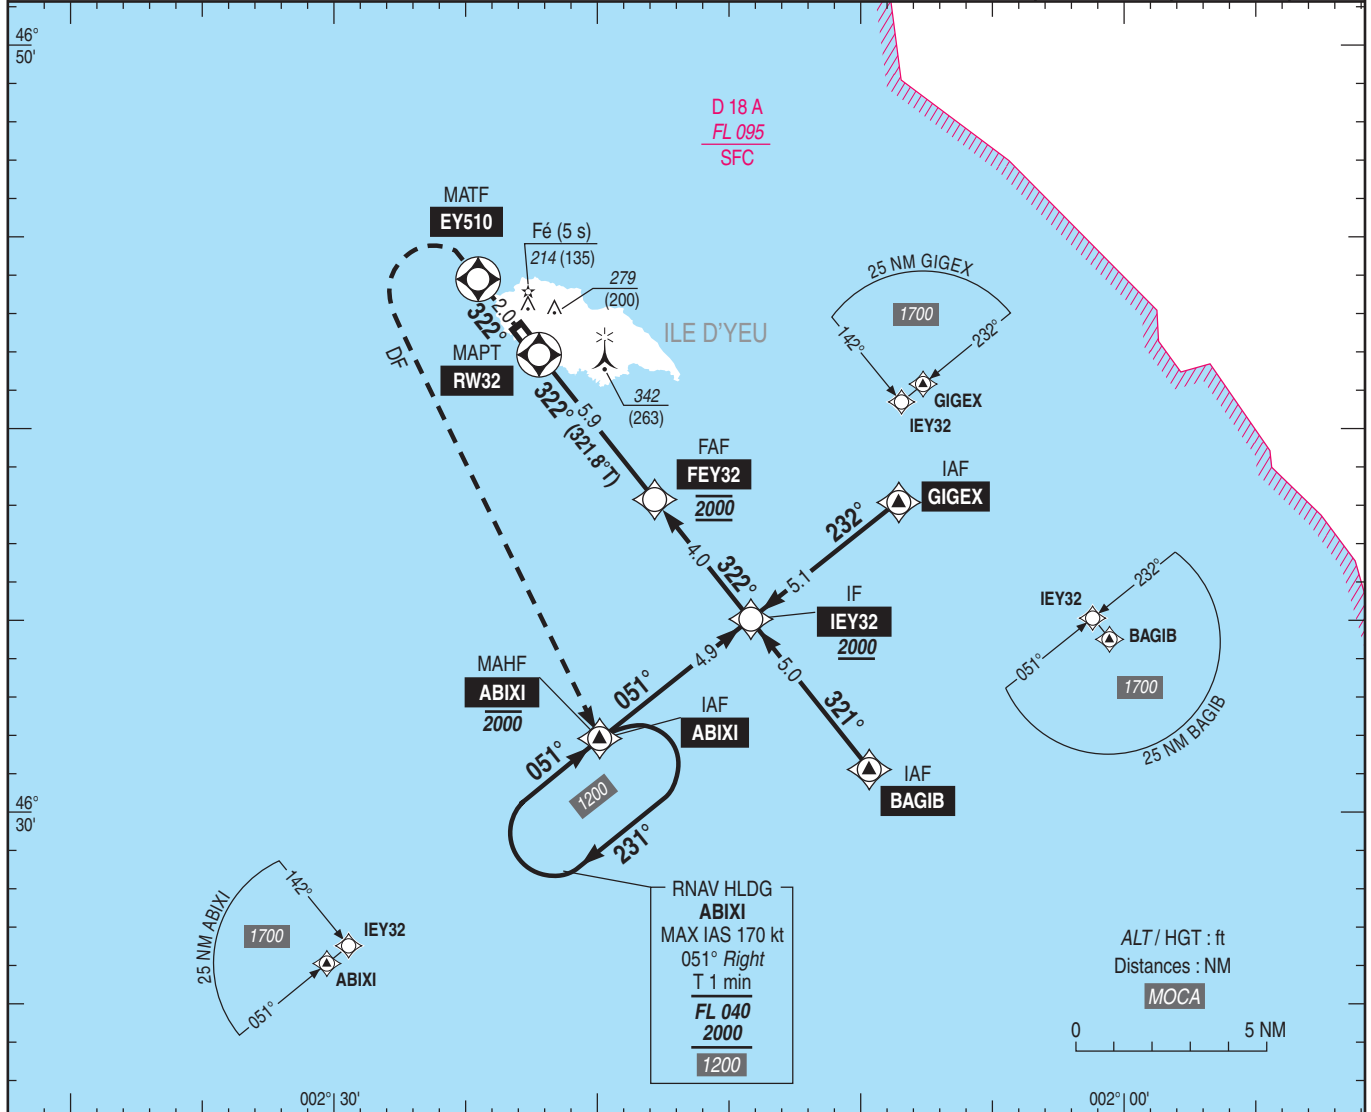 46°
50'
D 18 A
FL 095
SFC
MATF
EY510
Fé (5 s)
214 (135)
279
(200)
25 NM GIGEX
1700
142°
232°
GIGEX
IEY32
ILE D'YEU
2.0
322°
MAPT
RW32
DF
342
(263)
322° (321.8°T)
5.9
FAF
FEY32
2000
IAF
GIGEX
232°
5.1
4.0
322°
IF
IEY32
2000
232°
IEY32
BAGIB
051°
1700
25 NM BAGIB
MAHF
ABIXI
2000
4.9
051°
5.0
321°
IAF
ABIXI
051°
1200
231°
IAF
BAGIB
46°
30'
142°
25 NM ABIXI
1700
IEY32
ABIXI
051°
RNAV HLDG
ABIXI
MAX IAS 170 kt
051° Right
T 1 min
FL 040
2000
1200
ALT / HGT : ft
Distances : NM
MOCA
0 5 NM
002° 30'
002° 00'